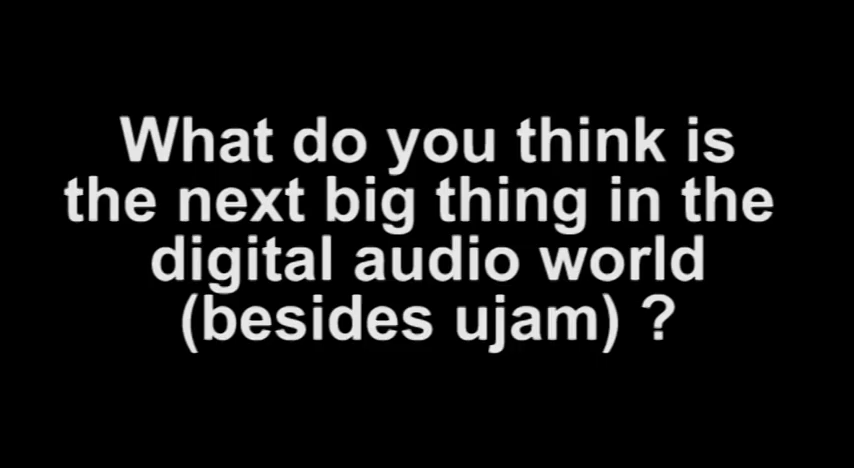 What do you think is
the next big thing in the
digital audio world
(besides ujam) ?